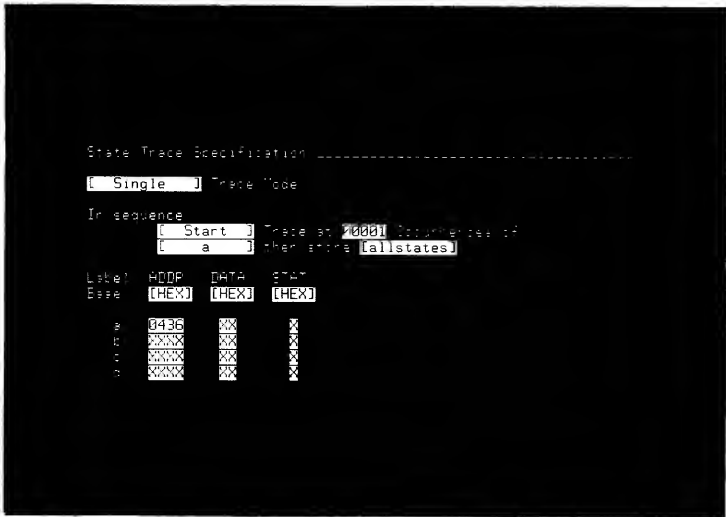 State Trace Specification
[ Single ] Trace Mode
In sequence
[ Start ] Trace at 00001 Occurrences of
[ a ] then store [allstates]
Label ADDR DATA STAT
Base [HEX] [HEX] [HEX]
a 0436 XX X
b XXXX XX X
c XXXX XX X
XXXX XX X